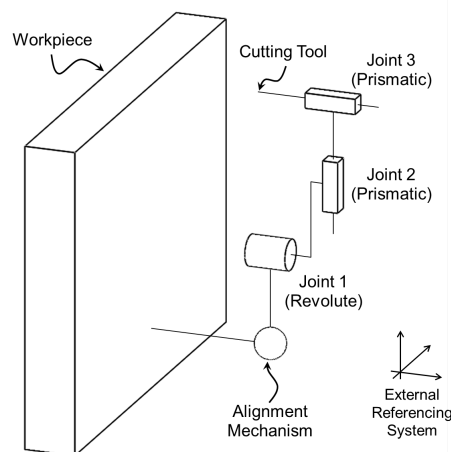 Workpiece
Cutting Tool
Joint 3
(Prismatic)
Joint 2
(Prismatic)
Joint 1
(Revolute)
Alignment
Mechanism
External
Referencing
System